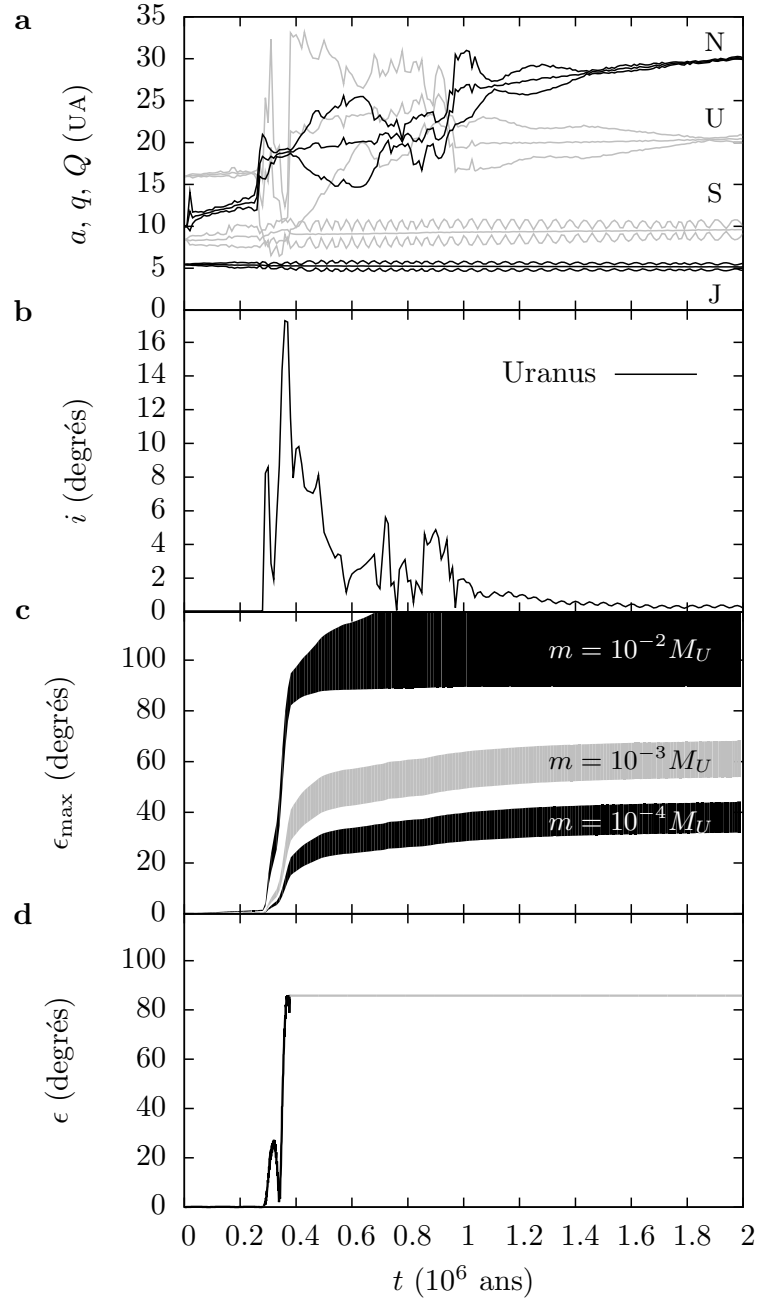 a
35
30
25
20
15
10
5
0
a, q, Q (UA)
N
U
S
J
b
16
14
12
10
8
6
4
2
0
i (degrés)
Uranus
c
100
80
60
40
20
0
ϵmax (degrés)
m = 10⁻² M_U
m = 10⁻³ M_U
m = 10⁻⁴ M_U
d
100
80
60
40
20
0
ϵ (degrés)
0 0.2 0.4 0.6 0.8 1 1.2 1.4 1.6 1.8 2
t (10⁶ ans)